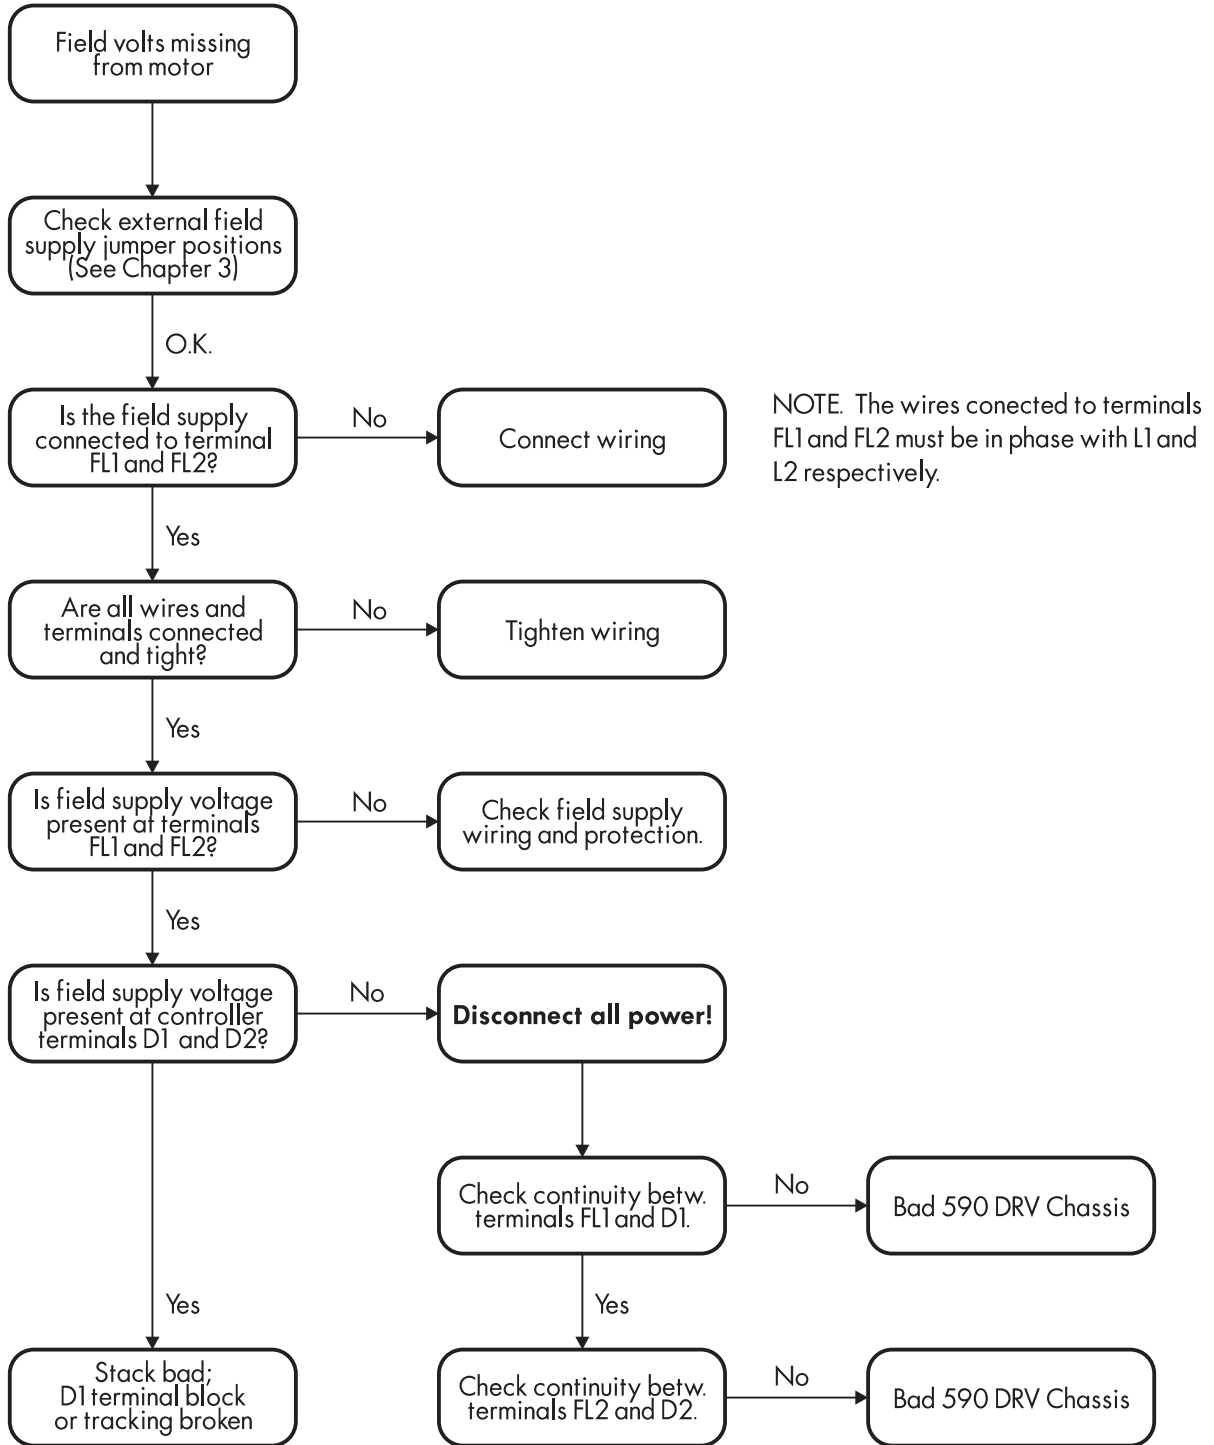 Field volts missing
from motor
Check external field
supply jumper positions
(See Chapter 3)
O.K.
Is the field supply
connected to terminal
FL1 and FL2?
No
Connect wiring
NOTE. The wires conected to terminals
FL1 and FL2 must be in phase with L1 and
L2 respectively.
Yes
Are all wires and
terminals connected
and tight?
No
Tighten wiring
Yes
Is field supply voltage
present at terminals
FL1 and FL2?
No
Check field supply
wiring and protection.
Yes
Is field supply voltage
present at controller
terminals D1 and D2?
No
Disconnect all power!
Check continuity betw.
terminals FL1 and D1.
No
Bad 590 DRV Chassis
Yes
Yes
Stack bad;
D1 terminal block
or tracking broken
Check continuity betw.
terminals FL2 and D2.
No
Bad 590 DRV Chassis